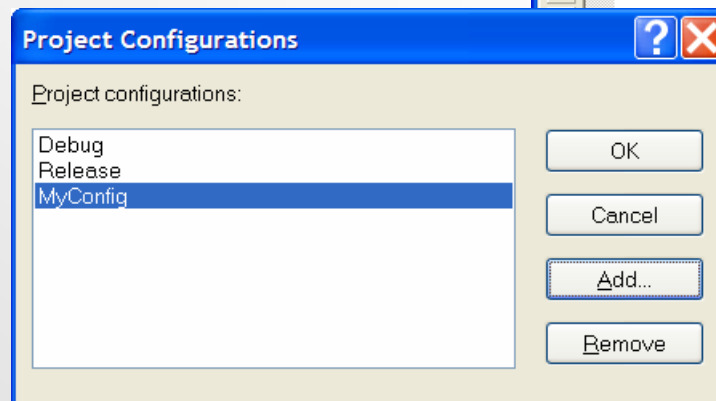 Project Configurations
Project configurations:
Debug
Release
MyConfig
OK
Cancel
Add...
Remove